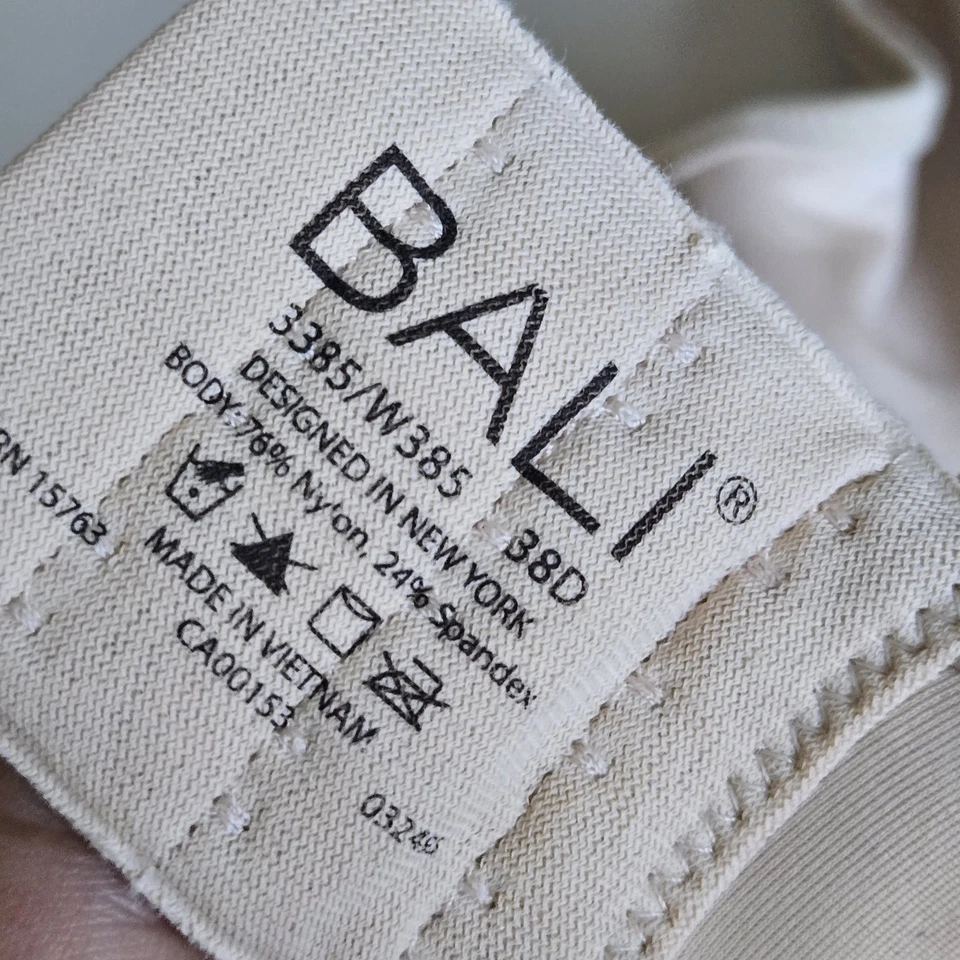 BALI®
3385/W385 38D
DESIGNED IN NEW YORK
BODY: 76% Nylon, 24% Spandex
MADE IN VIETNAM
CA00153
RN 15763